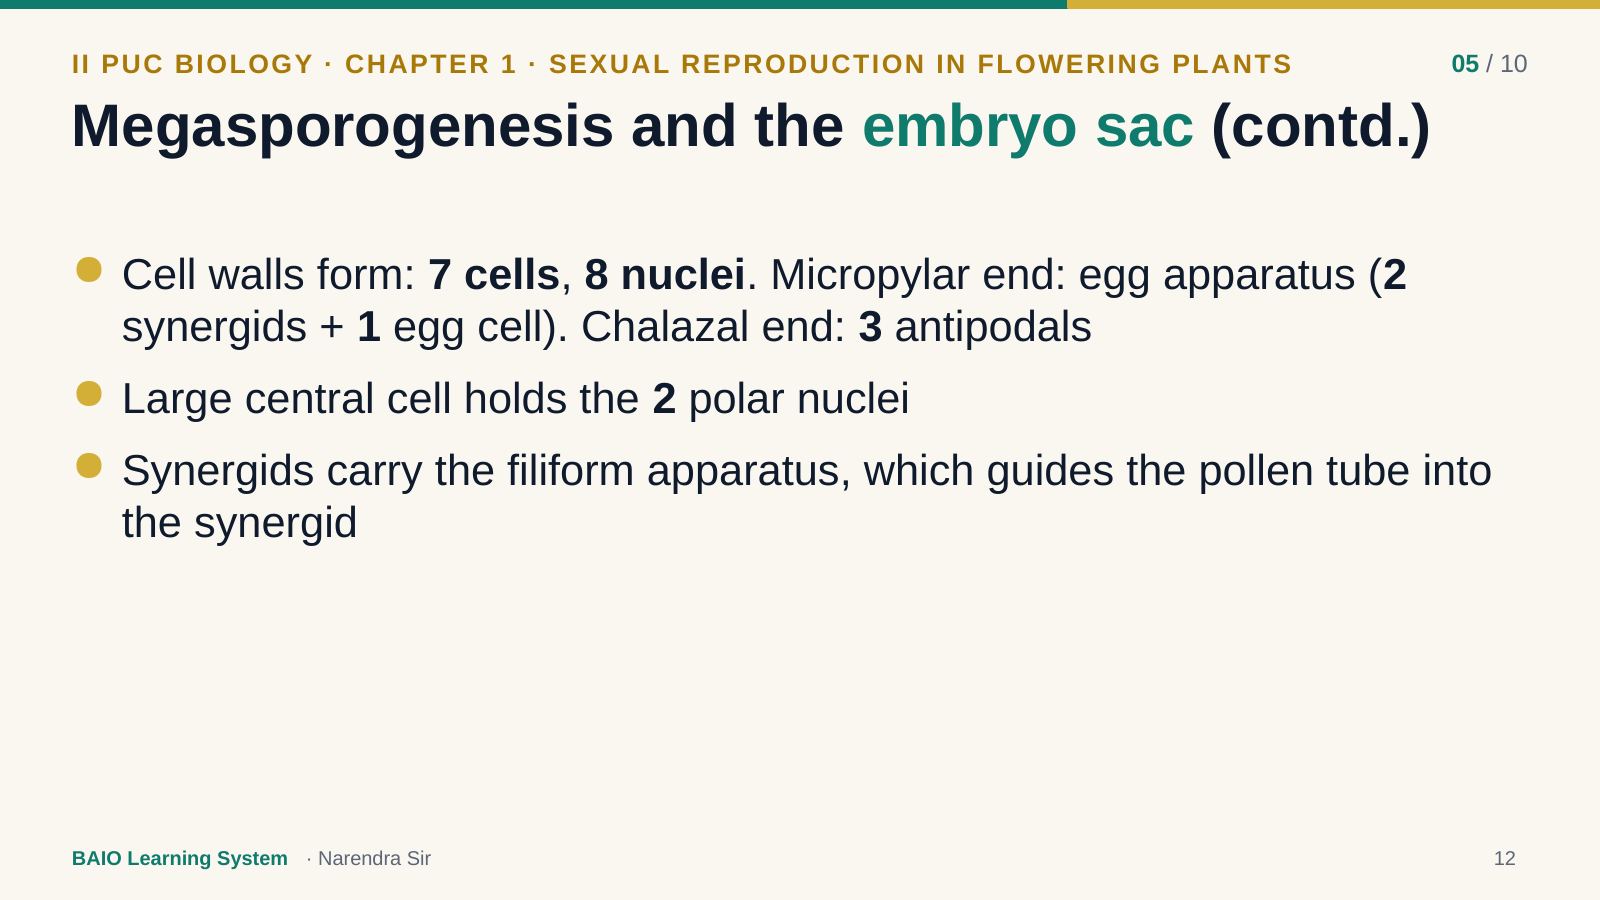 II PUC BIOLOGY · CHAPTER 1 · SEXUAL REPRODUCTION IN FLOWERING PLANTS
05 / 10
Megasporogenesis and the embryo sac (contd.)
● Cell walls form: 7 cells, 8 nuclei. Micropylar end: egg apparatus (2
synergids + 1 egg cell). Chalazal end: 3 antipodals
● Large central cell holds the 2 polar nuclei
● Synergids carry the filiform apparatus, which guides the pollen tube into
the synergid
BAIO Learning System · Narendra Sir
12